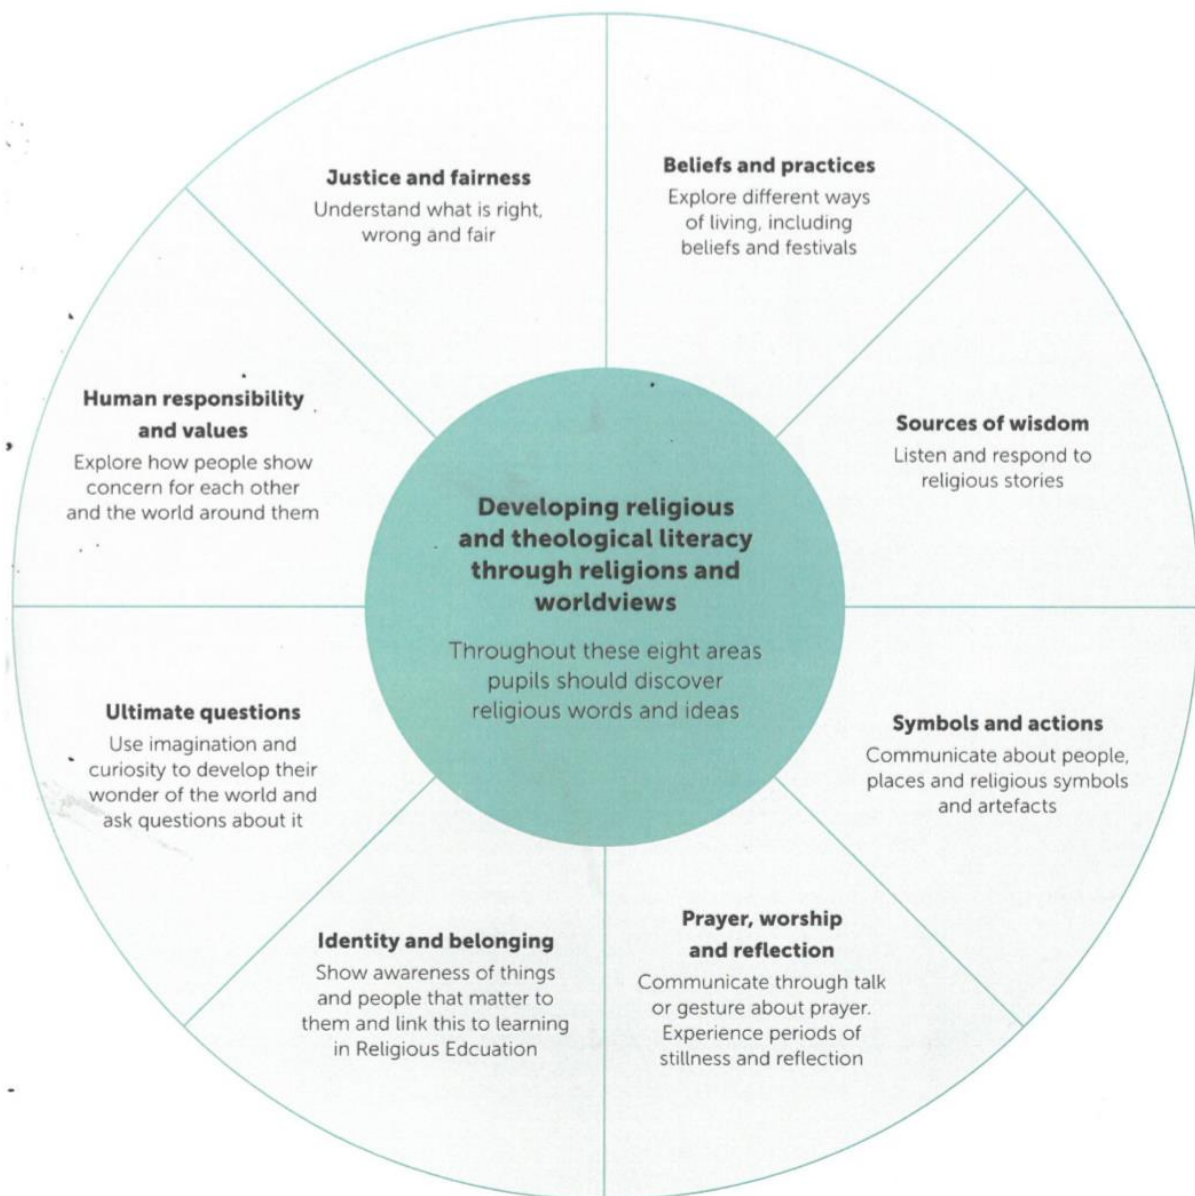 Justice and fairness
Understand what is right,
wrong and fair
Beliefs and practices
Explore different ways
of living, including
beliefs and festivals
Human responsibility
and values
Explore how people show
concern for each other
and the world around them
Sources of wisdom
Listen and respond to
religious stories
Developing religious
and theological literacy
through religions and
worldviews
Throughout these eight areas
pupils should discover
religious words and ideas
Ultimate questions
Use imagination and
curiosity to develop their
wonder of the world and
ask questions about it
Symbols and actions
Communicate about people,
places and religious symbols
and artefacts
Identity and belonging
Show awareness of things
and people that matter to
them and link this to learning
in Religious Edcuation
Prayer, worship
and reflection
Communicate through talk
or gesture about prayer.
Experience periods of
stillness and reflection